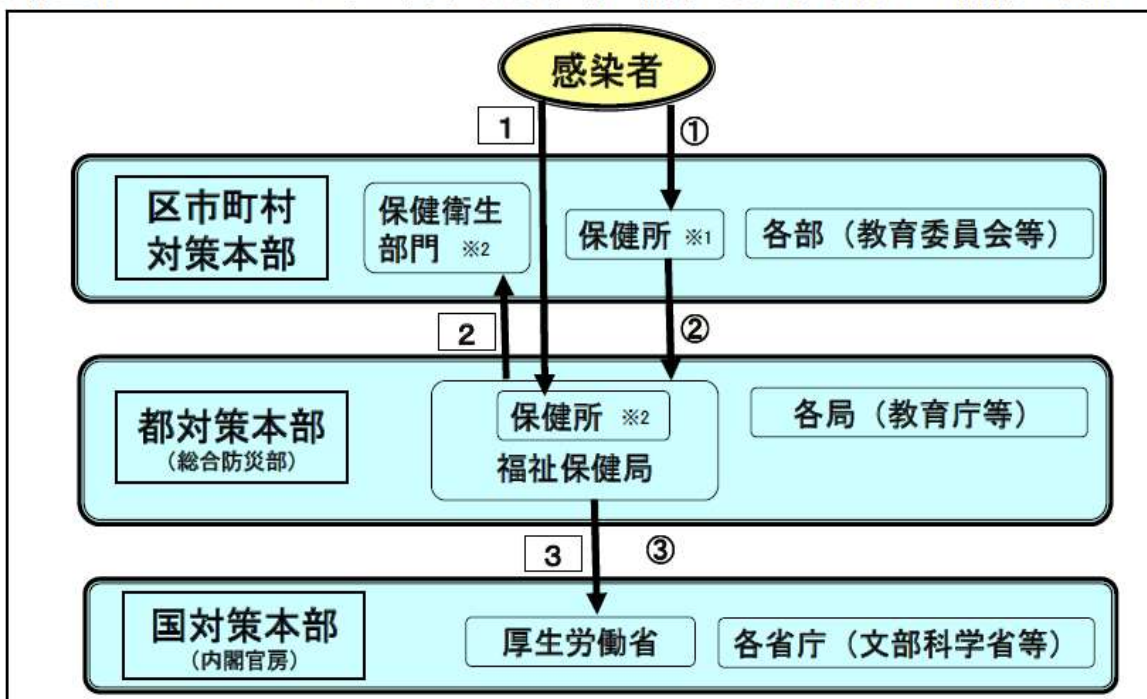 感染者
1
①
区市町村
対策本部
保健衛生
部門 ※2
保健所 ※1
各部（教育委員会等）
2
②
都対策本部
（総合防災部）
保健所 ※2
福祉保健局
各局（教育庁等）
3
③
国対策本部
（内閣官房）
厚生労働省
各省庁（文部科学省等）